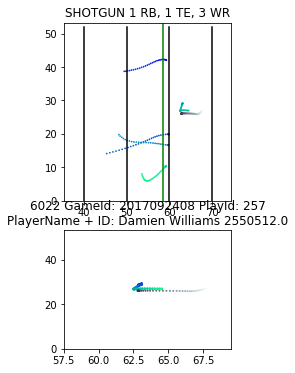 SHOTGUN 1 RB, 1 TE, 3 WR
50
40
30
20
10
0
40 50 60 70
6022 GameId: 2017092408 PlayId: 257
PlayerName + ID: Damien Williams 2550512.0
40
20
0
57.5 60.0 62.5 65.0 67.5